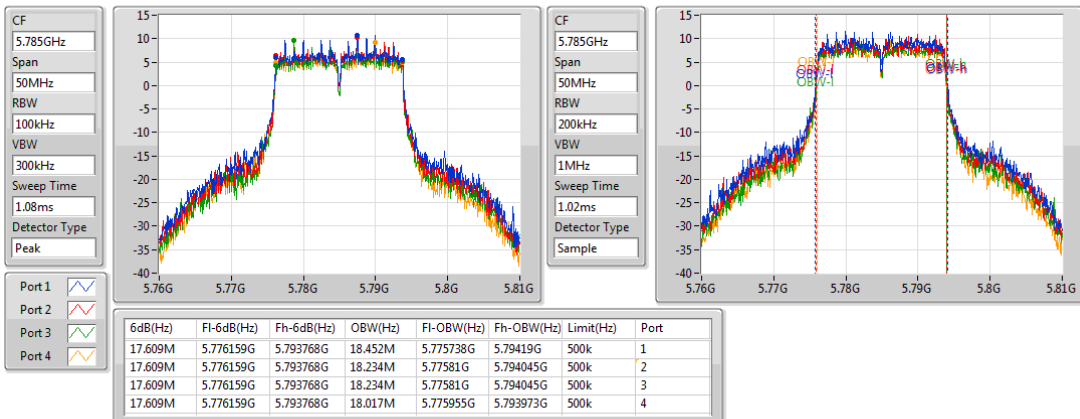 CF
5.785GHz
Span
50MHz
RBW
100kHz
VBW
300kHz
Sweep Time
1.08ms
Detector Type
Peak
15
10
5
0
-5
-10
-15
-20
-25
-30
-35
-40
5.76G 5.77G 5.78G 5.79G 5.8G 5.81G
CF
5.785GHz
Span
50MHz
RBW
200kHz
VBW
1MHz
Sweep Time
1.02ms
Detector Type
Sample
15
10
5
0
-5
-10
-15
-20
-25
-30
-35
-40
OBW-l
OBW-h
5.76G 5.77G 5.78G 5.79G 5.8G 5.81G
Port 1
Port 2
Port 3
Port 4
6dB(Hz) Fl-6dB(Hz) Fh-6dB(Hz) OBW(Hz) Fl-OBW(Hz) Fh-OBW(Hz) Limit(Hz) Port
17.609M 5.776159G 5.793768G 18.452M 5.775738G 5.79419G 500k 1
17.609M 5.776159G 5.793768G 18.234M 5.77581G 5.794045G 500k 2
17.609M 5.776159G 5.793768G 18.234M 5.77581G 5.794045G 500k 3
17.609M 5.776159G 5.793768G 18.017M 5.775955G 5.793973G 500k 4